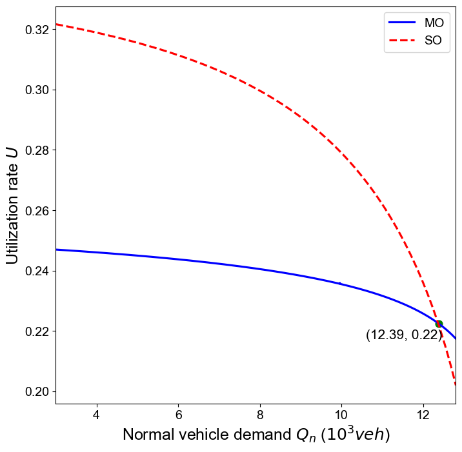 MO
SO
Utilization rate U
0.32
0.30
0.28
0.26
0.24
0.22
0.20
(12.39, 0.22)
4 6 8 10 12
Normal vehicle demand Qₙ (10³veh)